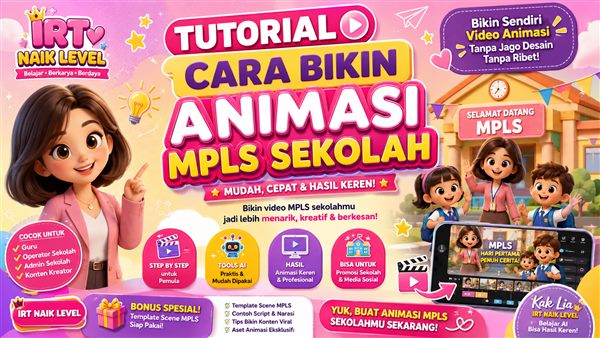 IRT
NAIK LEVEL
Belajar • Berkarya • Berdaya
TUTORIAL
CARA BIKIN
ANIMASI
MPLS SEKOLAH
MUDAH, CEPAT & HASIL KEREN!
Bikin video MPLS sekolahmu
jadi lebih menarik, kreatif & berkesan!
Bikin Sendiri
Video Animasi
Tanpa Jago Desain
Tanpa Ribet!
SELAMAT DATANG
MPLS
COCOK UNTUK
Guru
Operator Sekolah
Admin Sekolah
Konten Kreator
STEP BY STEP
untuk
Pemula
TOOLS AI
Praktis &
Mudah Dipakai
HASIL
Animasi Keren
& Profesional
BISA UNTUK
Promosi Sekolah
& Media Sosial
MPLS
HARI PERTAMA
PENUH CERITA!
IRT NAIK LEVEL
BONUS SPESIAL!
Template Scene MPLS
Siap Pakai!
Template Scene MPLS
Contoh Script & Narasi
Tips Bikin Konten Viral
Aset Animasi Eksklusif!
YUK, BUAT ANIMASI MPLS
SEKOLAHMU SEKARANG!
Kak Lia
IRT NAIK LEVEL
Belajar AI
Bisa Hasil Keren!